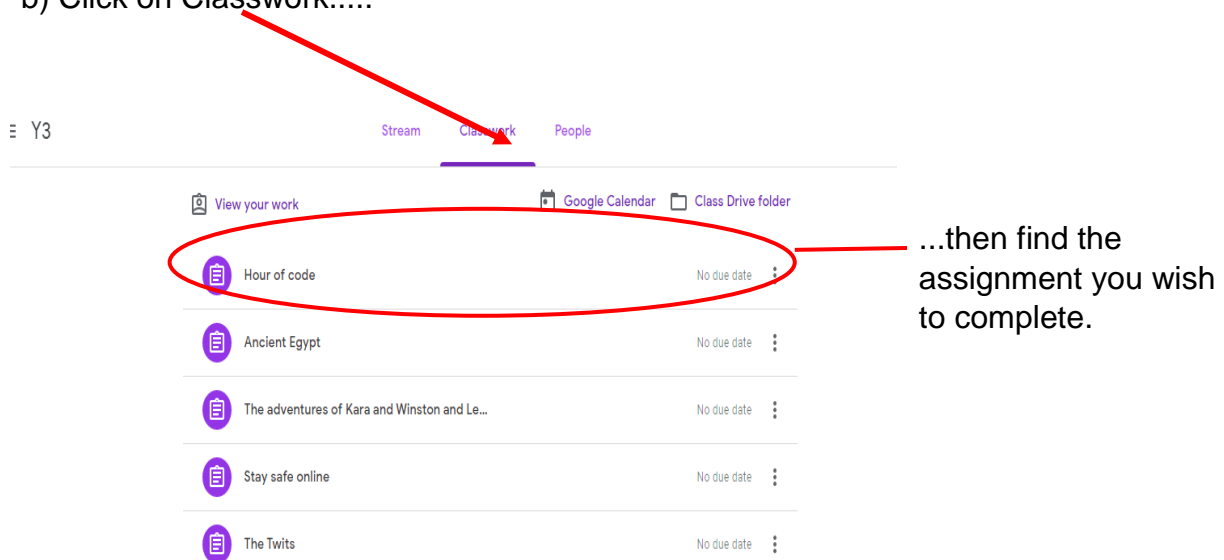 b) Click on Classwork.....
Y3
Stream Classwork People
View your work Google Calendar Class Drive folder
...then find the
assignment you wish
to complete.
Hour of code No due date
Ancient Egypt No due date
The adventures of Kara and Winston and Le... No due date
Stay safe online No due date
The Twits No due date